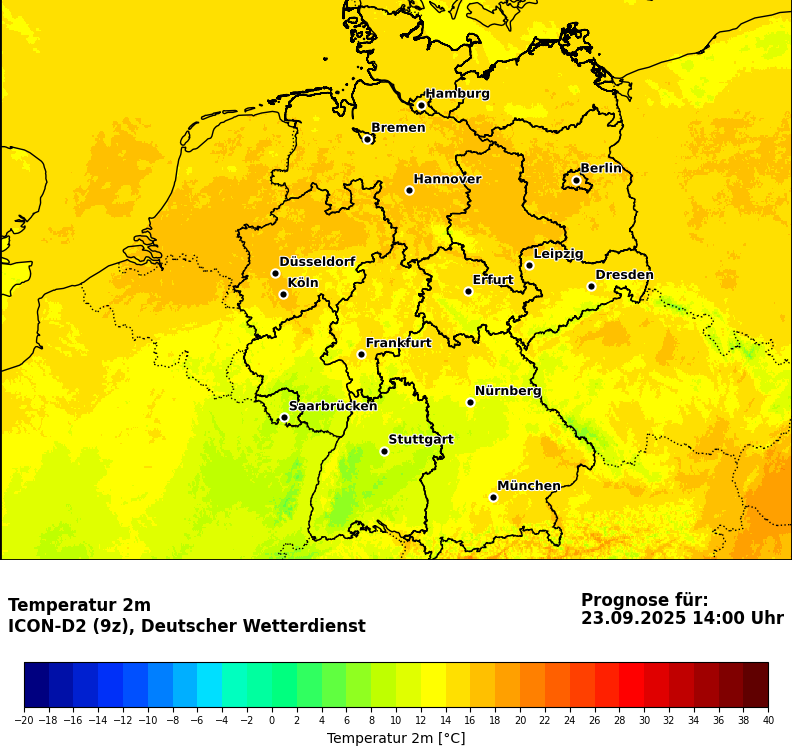 Hamburg
Bremen
Berlin
Hannover
Leipzig
Düsseldorf
Dresden
Köln
Erfurt
Frankfurt
Nürnberg
Saarbrücken
Stuttgart
München
Temperatur 2m
ICON-D2 (9z), Deutscher Wetterdienst
Prognose für:
23.09.2025 14:00 Uhr
−20 −18 −16 −14 −12 −10 −8 −6 −4 −2 0 2 4 6 8 10 12 14 16 18 20 22 24 26 28 30 32 34 36 38 40
Temperatur 2m [°C]